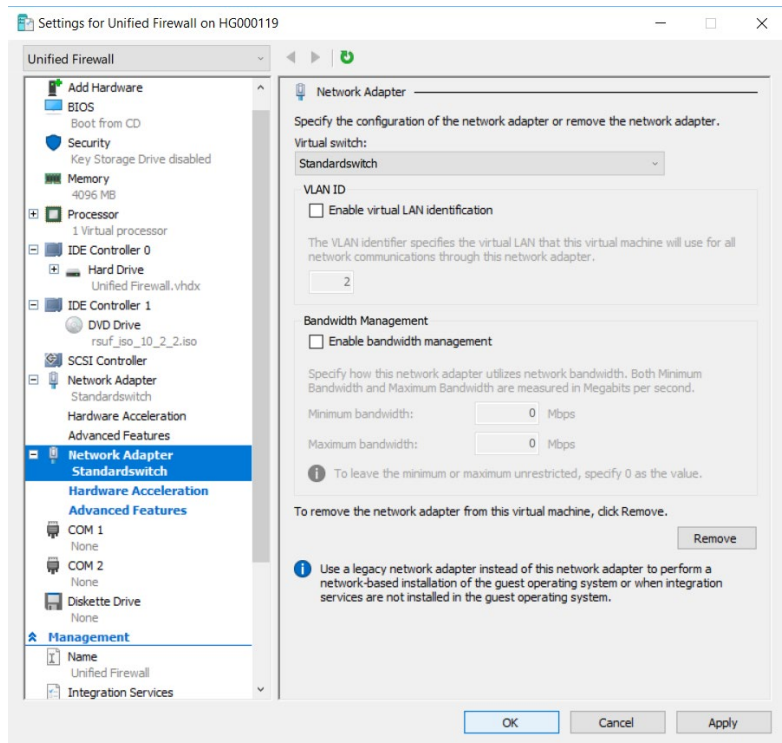 Settings for Unified Firewall on HG000119
Unified Firewall
Add Hardware
BIOS
Boot from CD
Security
Key Storage Drive disabled
Memory
4096 MB
Processor
1 Virtual processor
IDE Controller 0
Hard Drive
Unified Firewall.vhdx
IDE Controller 1
DVD Drive
rsuf_iso_10_2_2.iso
SCSI Controller
Network Adapter
Standardswitch
Hardware Acceleration
Advanced Features
Network Adapter
Standardswitch
Hardware Acceleration
Advanced Features
COM 1
None
COM 2
None
Diskette Drive
None
Management
Name
Unified Firewall
Integration Services
Network Adapter
Specify the configuration of the network adapter or remove the network adapter.
Virtual switch:
Standardswitch
VLAN ID
Enable virtual LAN identification
The VLAN identifier specifies the virtual LAN that this virtual machine will use for all
network communications through this network adapter.
2
Bandwidth Management
Enable bandwidth management
Specify how this network adapter utilizes network bandwidth. Both Minimum
Bandwidth and Maximum Bandwidth are measured in Megabits per second.
Minimum bandwidth: 0 Mbps
Maximum bandwidth: 0 Mbps
To leave the minimum or maximum unrestricted, specify 0 as the value.
To remove the network adapter from this virtual machine, click Remove.
Remove
Use a legacy network adapter instead of this network adapter to perform a
network-based installation of the guest operating system or when integration
services are not installed in the guest operating system.
OK Cancel Apply